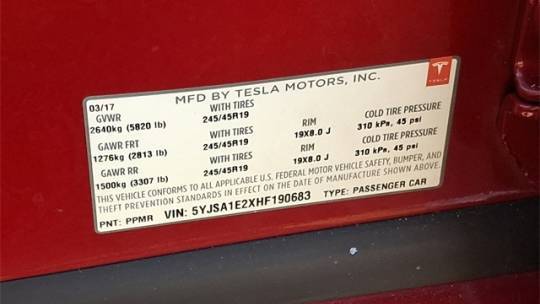 MFD BY TESLA MOTORS, INC.
TESLA
03/17
GVWR WITH TIRES RIM COLD TIRE PRESSURE
2640kg (5820 lb) 245/45R19 19X8.0 J 310 kPa, 45 psi
GAWR FRT WITH TIRES RIM COLD TIRE PRESSURE
1276kg (2813 lb) 245/45R19 19X8.0 J 310 kPa, 45 psi
GAWR RR WITH TIRES
1500kg (3307 lb) 245/45R19
THIS VEHICLE CONFORMS TO ALL APPLICABLE U.S. FEDERAL MOTOR VEHICLE SAFETY, BUMPER, AND
THEFT PREVENTION STANDARDS IN EFFECT ON THE DATE OF MANUFACTURE SHOWN ABOVE.
PNT: PPMR VIN: 5YJSA1E2XHF190683 TYPE: PASSENGER CAR